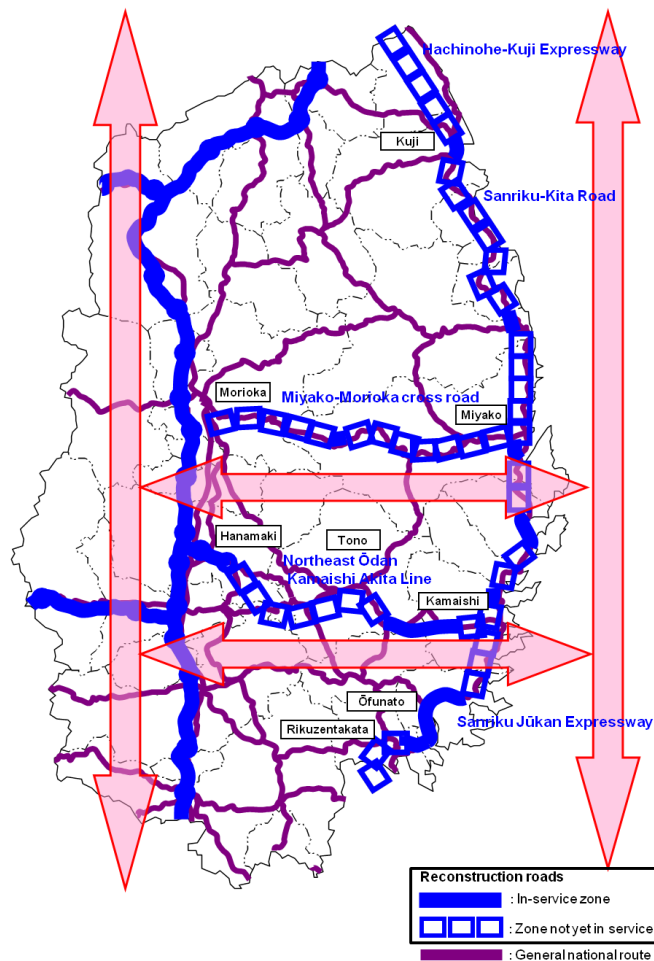 Hachinohe-Kuji Expressway
Kuji
Sanriku-Kita Road
Morioka
Miyako-Morioka cross road
Miyako
Hanamaki
Tono
Northeast Ōdan
Kamaishi Akita Line
Kamaishi
Ōfunato
Rikuzentakata
Sanriku Jūkan Expressway
Reconstruction roads
: In-service zone
: Zone not yet in service
: General national route